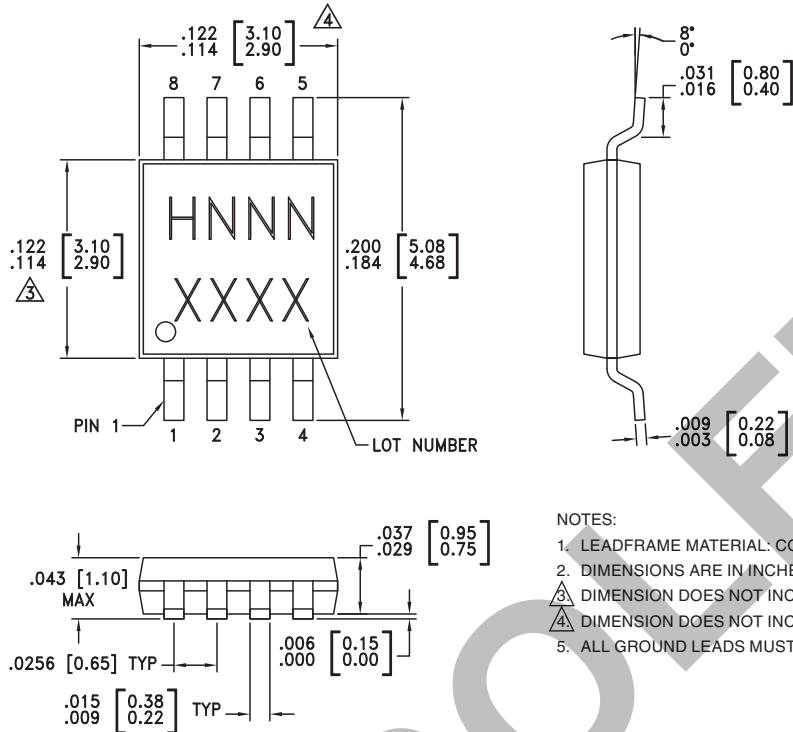 .122 [3.10]
.114 [2.90]
4
8 7 6 5
HNNN
XXXX
.122 [3.10]
.114 [2.90]
3
.200 [5.08]
.184 [4.68]
PIN 1
1 2 3 4
LOT NUMBER
8°
0°
.031 [0.80]
.016 [0.40]
.009 [0.22]
.003 [0.08]
.037 [0.95]
.029 [0.75]
.043 [1.10]
MAX
.006 [0.15]
.000 [0.00]
.0256 [0.65] TYP
.015 [0.38] TYP
.009 [0.22]
NOTES:
1. LEADFRAME MATERIAL:
2. DIMENSIONS ARE IN
3. DIMENSION DOES NOT
4. DIMENSION DOES NOT
5. ALL GROUND LEADS MUST